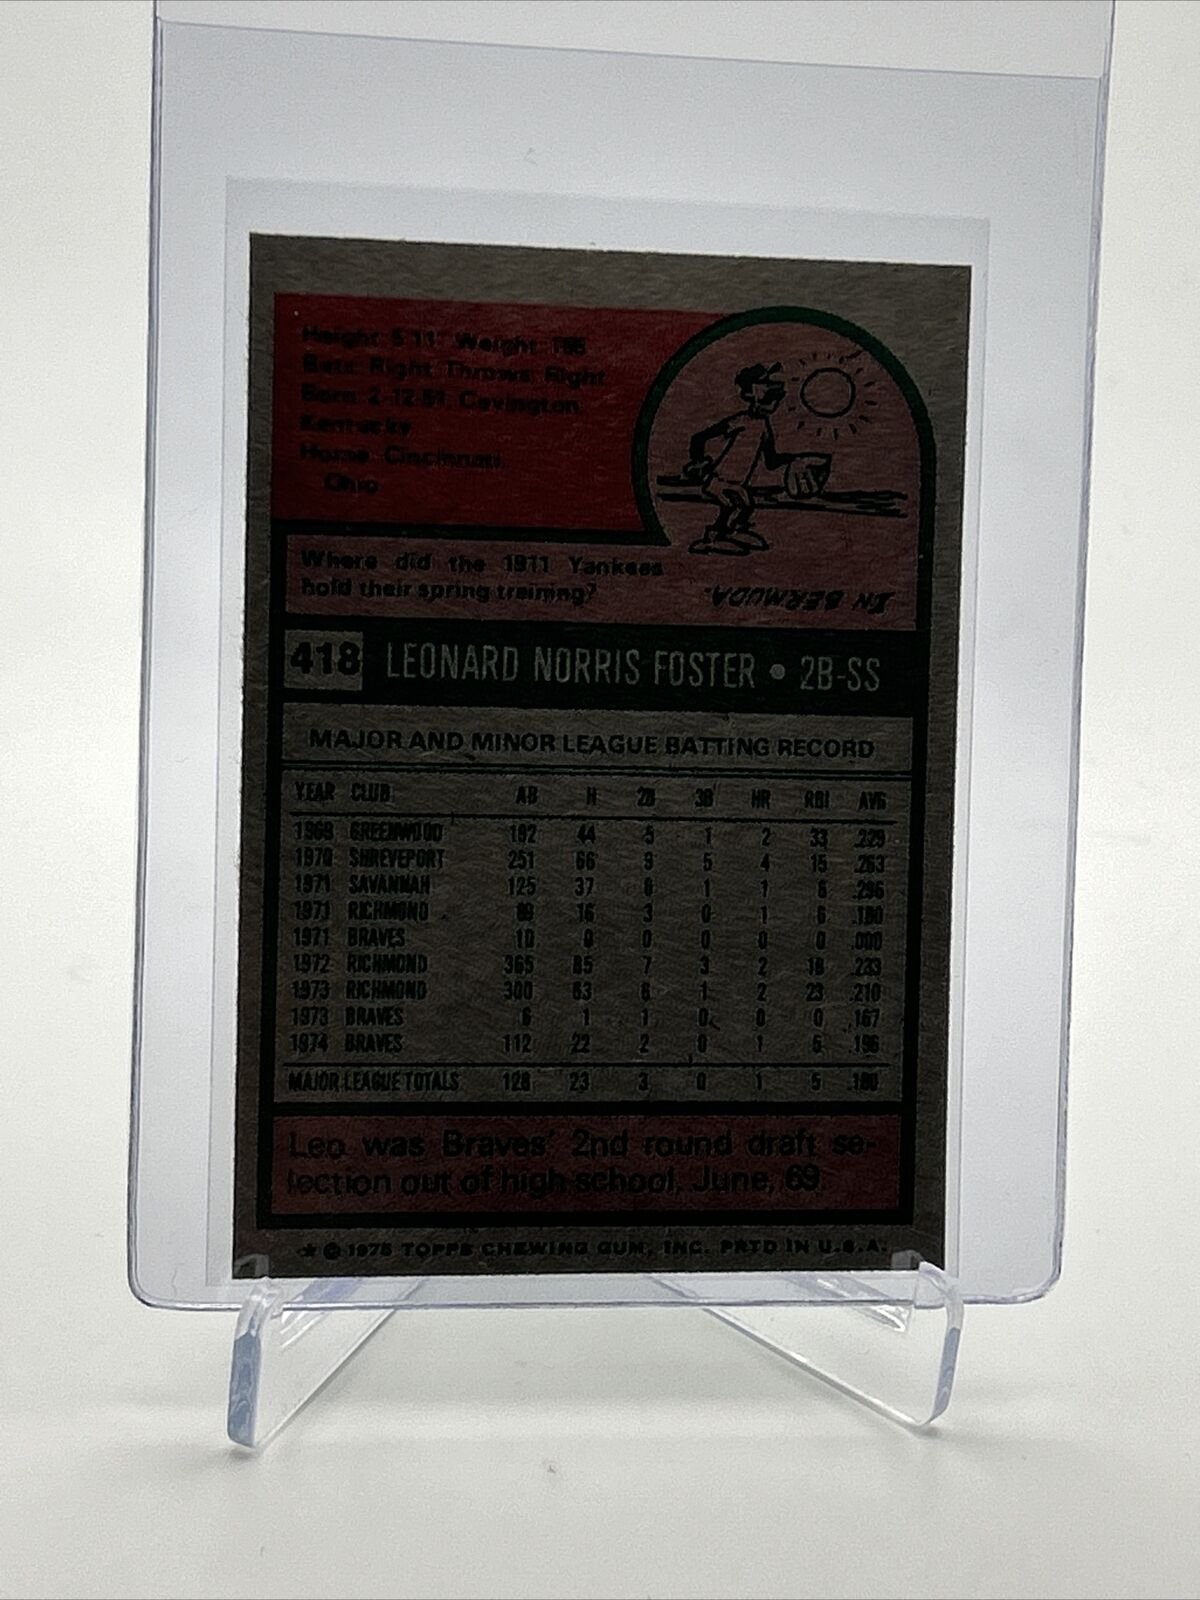 Height: 5'11" Weight: 165
Bats: Right Throws: Right
Born: 2-12-51, Covington,
Kentucky
Home: Cincinnati,
Ohio
Where did the 1911 Yankees
hold their spring training?
IN BERMUDA.
418 LEONARD NORRIS FOSTER • 2B-SS
MAJOR AND MINOR LEAGUE BATTING RECORD
YEAR CLUB AB H 2B 3B HR RBI AVG
1969 GREENWOOD 192 44 5 1 2 33 .229
1970 SHREVEPORT 251 66 9 5 4 15 .263
1971 SAVANNAH 125 37 6 1 1 6 .296
1971 RICHMOND 89 16 3 0 1 6 .180
1971 BRAVES 10 0 0 0 0 0 .000
1972 RICHMOND 365 85 7 3 2 18 .233
1973 RICHMOND 300 63 6 1 2 23 .210
1973 BRAVES 6 1 1 0 0 0 .167
1974 BRAVES 112 22 2 0 1 5 .196
MAJOR LEAGUE TOTALS 128 23 3 0 1 5 .180
Leo was Braves' 2nd round draft se-
lection out of high school, June, 69.
★ © 1975 TOPPS CHEWING GUM, INC. PRTD IN U.S.A.